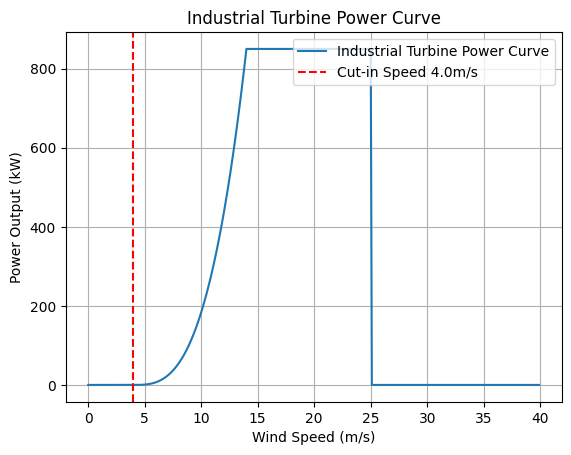 Industrial Turbine Power Curve
Industrial Turbine Power Curve
Cut-in Speed 4.0m/s
800
600
400
200
0
Power Output (kW)
0 5 10 15 20 25 30 35 40
Wind Speed (m/s)